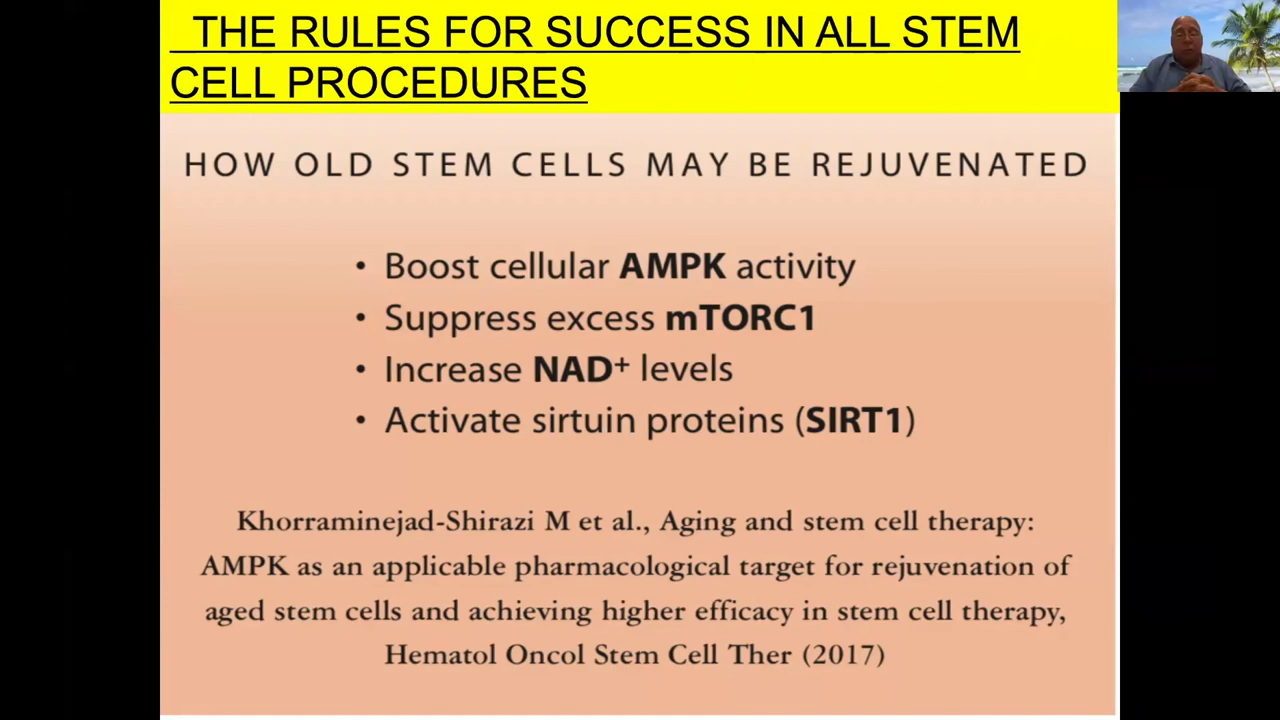 THE RULES FOR SUCCESS IN ALL STEM
CELL PROCEDURES
HOW OLD STEM CELLS MAY BE REJUVENATED
• Boost cellular AMPK activity
• Suppress excess mTORC1
• Increase NAD⁺ levels
• Activate sirtuin proteins (SIRT1)
Khorraminejad-Shirazi M et al., Aging and stem cell therapy:
AMPK as an applicable pharmacological target for rejuvenation of
aged stem cells and achieving higher efficacy in stem cell therapy,
Hematol Oncol Stem Cell Ther (2017)